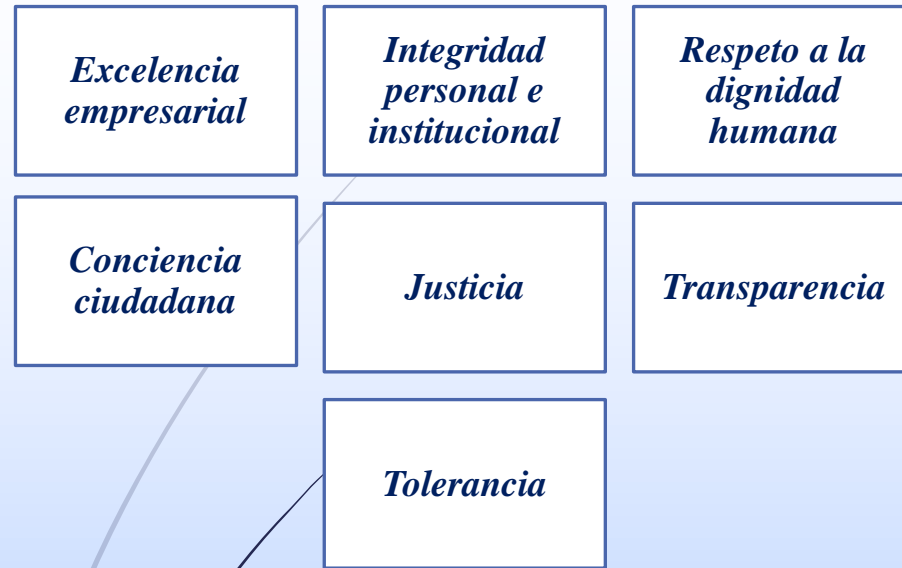 Excelencia
empresarial
Integridad
personal e
institucional
Respeto a la
dignidad
humana
Conciencia
ciudadana
Justicia
Transparencia
Tolerancia